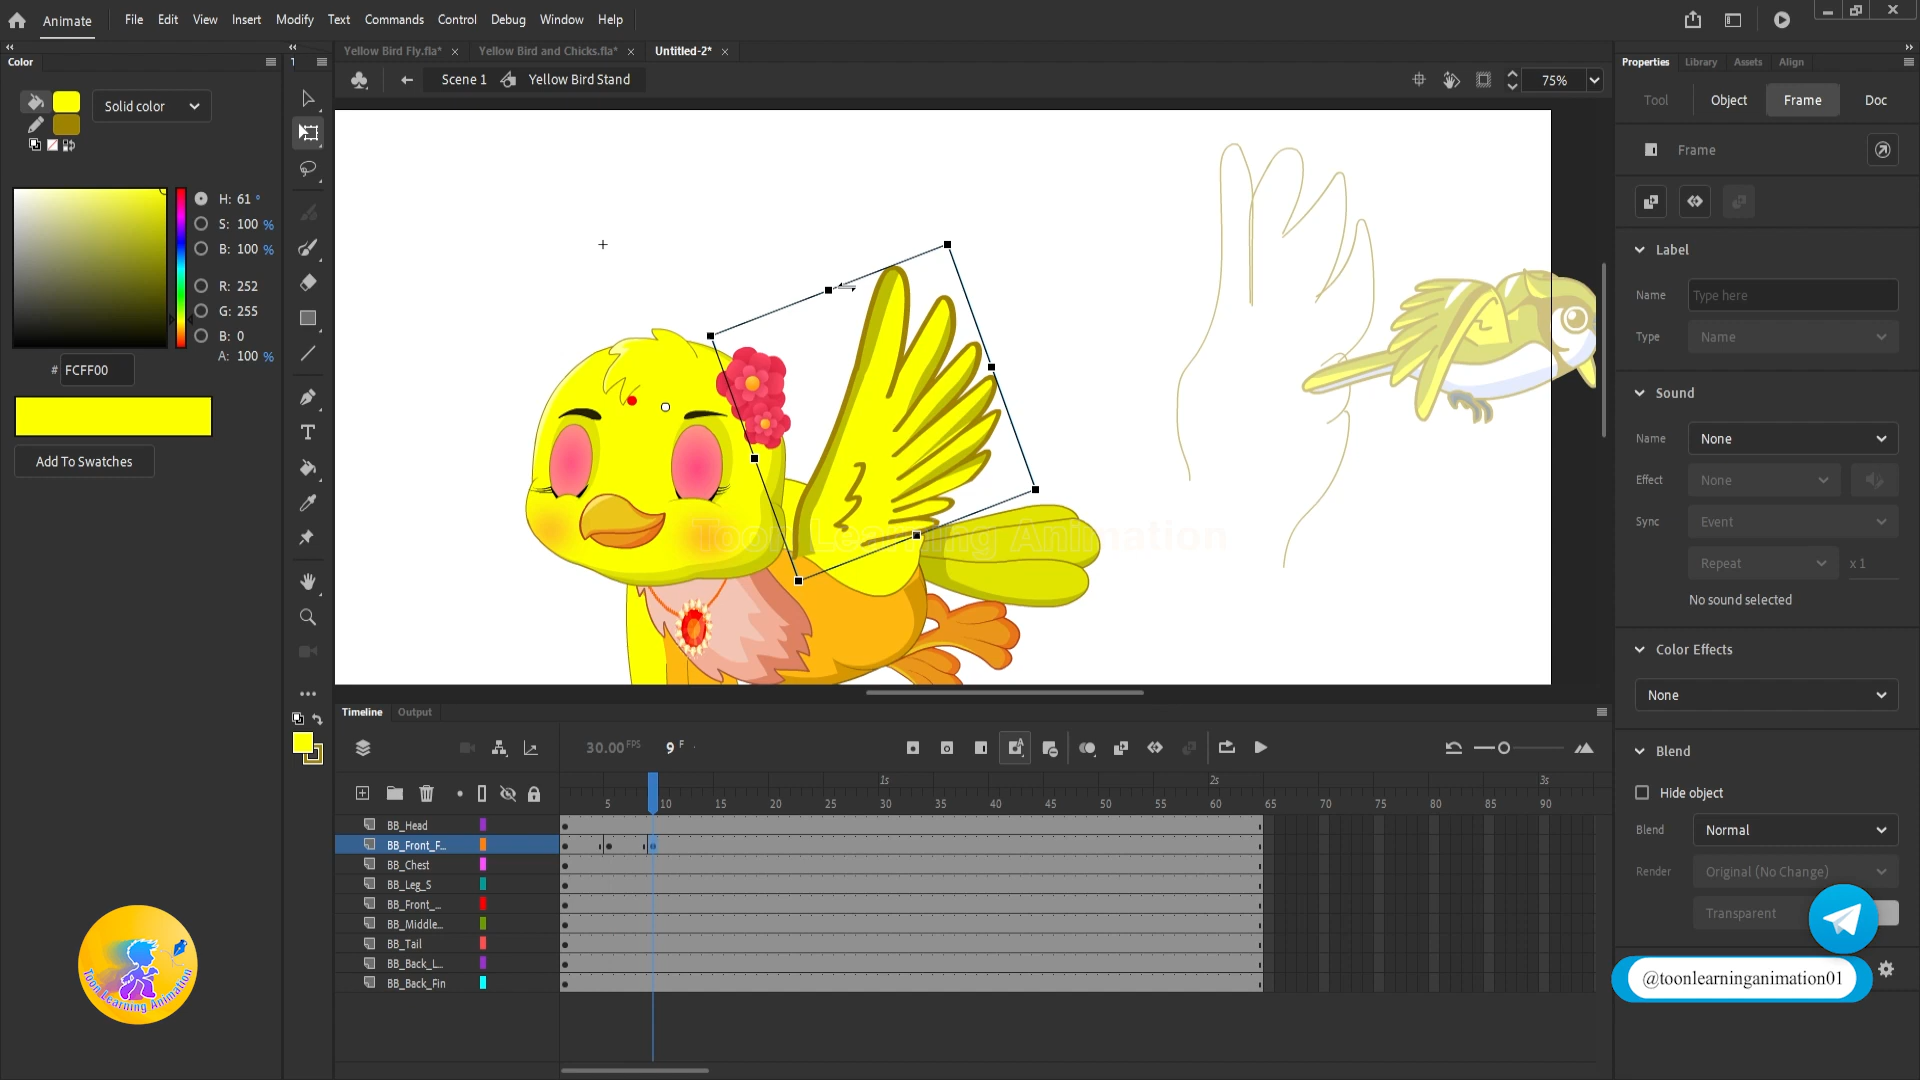 Animate
File Edit View Insert Modify Text Commands Control Debug Window Help
Color
Yellow Bird Fly.fla*
Yellow Bird and Chicks.fla*
Untitled-2*
Properties Library Assets Align
Scene 1
Yellow Bird Stand
75%
Solid color
Tool Object Frame Doc
Frame
H: 61 °
S: 100 %
B: 100 %
R: 252
G: 255
B: 0
A: 100 %
# FCFF00
Add To Swatches
Label
Name Type here
Type Name
Sound
Name None
Effect None
Sync Event
Repeat x 1
No sound selected
Color Effects
None
Blend
Hide object
Blend Normal
Render Original (No Change)
Transparent
Toon Learning Animation
Timeline Output
30.00 FPS 9 F
1s 2s 3s
5 10 15 20 25 30 35 40 45 50 55 60 65 70 75 80 85 90
BB_Head
BB_Front_F...
BB_Chest
BB_Leg_S
BB_Front_...
BB_Middle...
BB_Tail
BB_Back_L...
BB_Back_Fin
Toon Learning Animation
@toonlearninganimation01